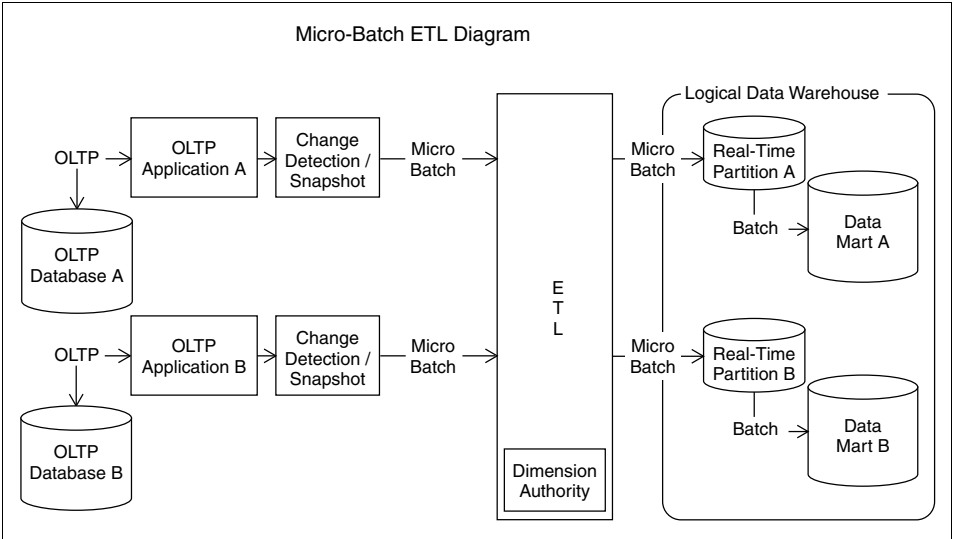 Micro-Batch ETL Diagram
Logical Data Warehouse
OLTP
OLTP
Application A
Change
Detection /
Snapshot
Micro
Batch
Micro
Batch
Real-Time
Partition A
OLTP
Database A
Batch
Data
Mart A
E
T
L
OLTP
OLTP
Application B
Change
Detection /
Snapshot
Micro
Batch
Micro
Batch
Real-Time
Partition B
OLTP
Database B
Batch
Data
Mart B
Dimension
Authority